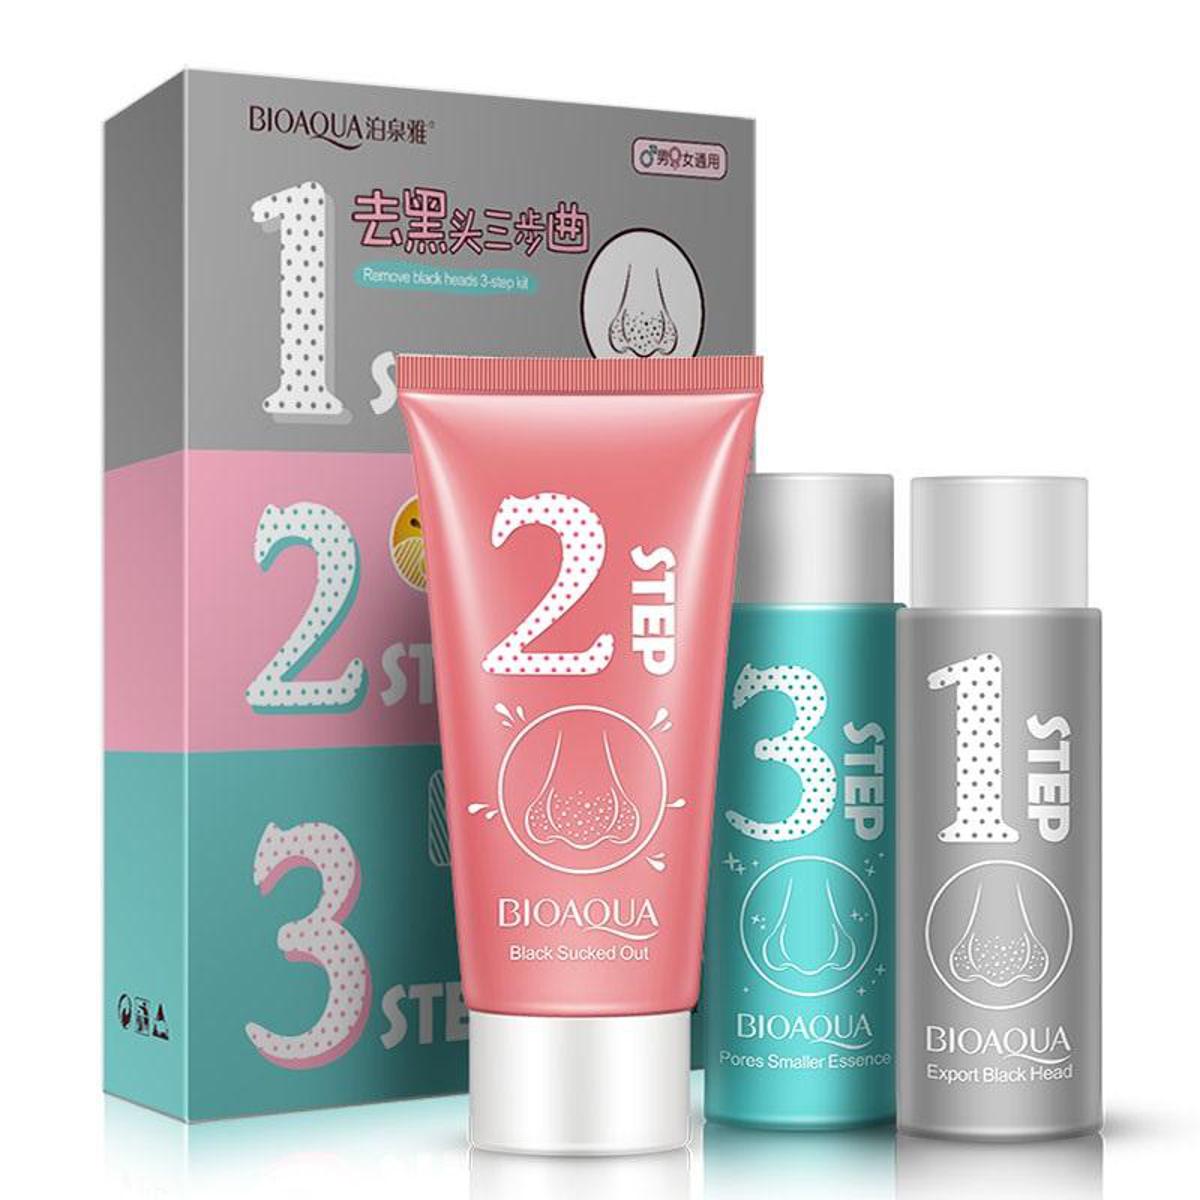 BIOAQUA泊泉雅®
♂男♀女通用
1
去黑头三步曲
Remove black heads 3-step kit
2
3
2 STEP
BIOAQUA
Black Sucked Out
3 STEP
BIOAQUA
Pores Smaller Essence
1 STEP
BIOAQUA
Export Black Head